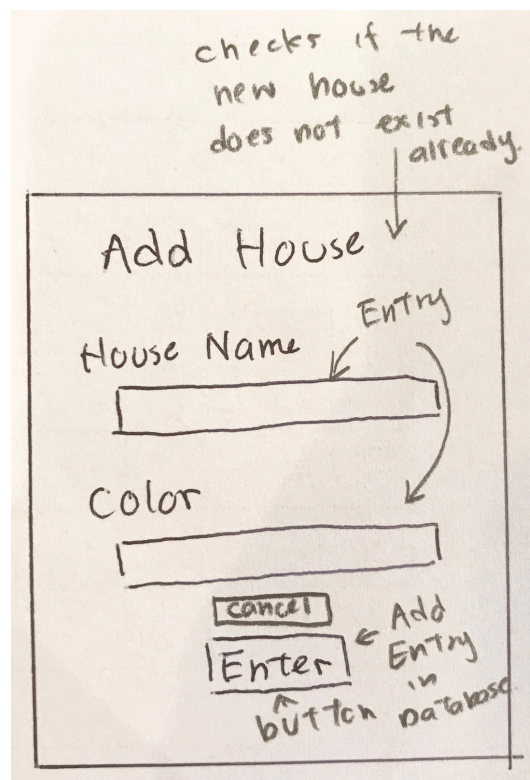 checks if the
new house
does not exist
already.
Add House
Entry
House Name
Color
cancel
Enter
Add
Entry
in
Database
button